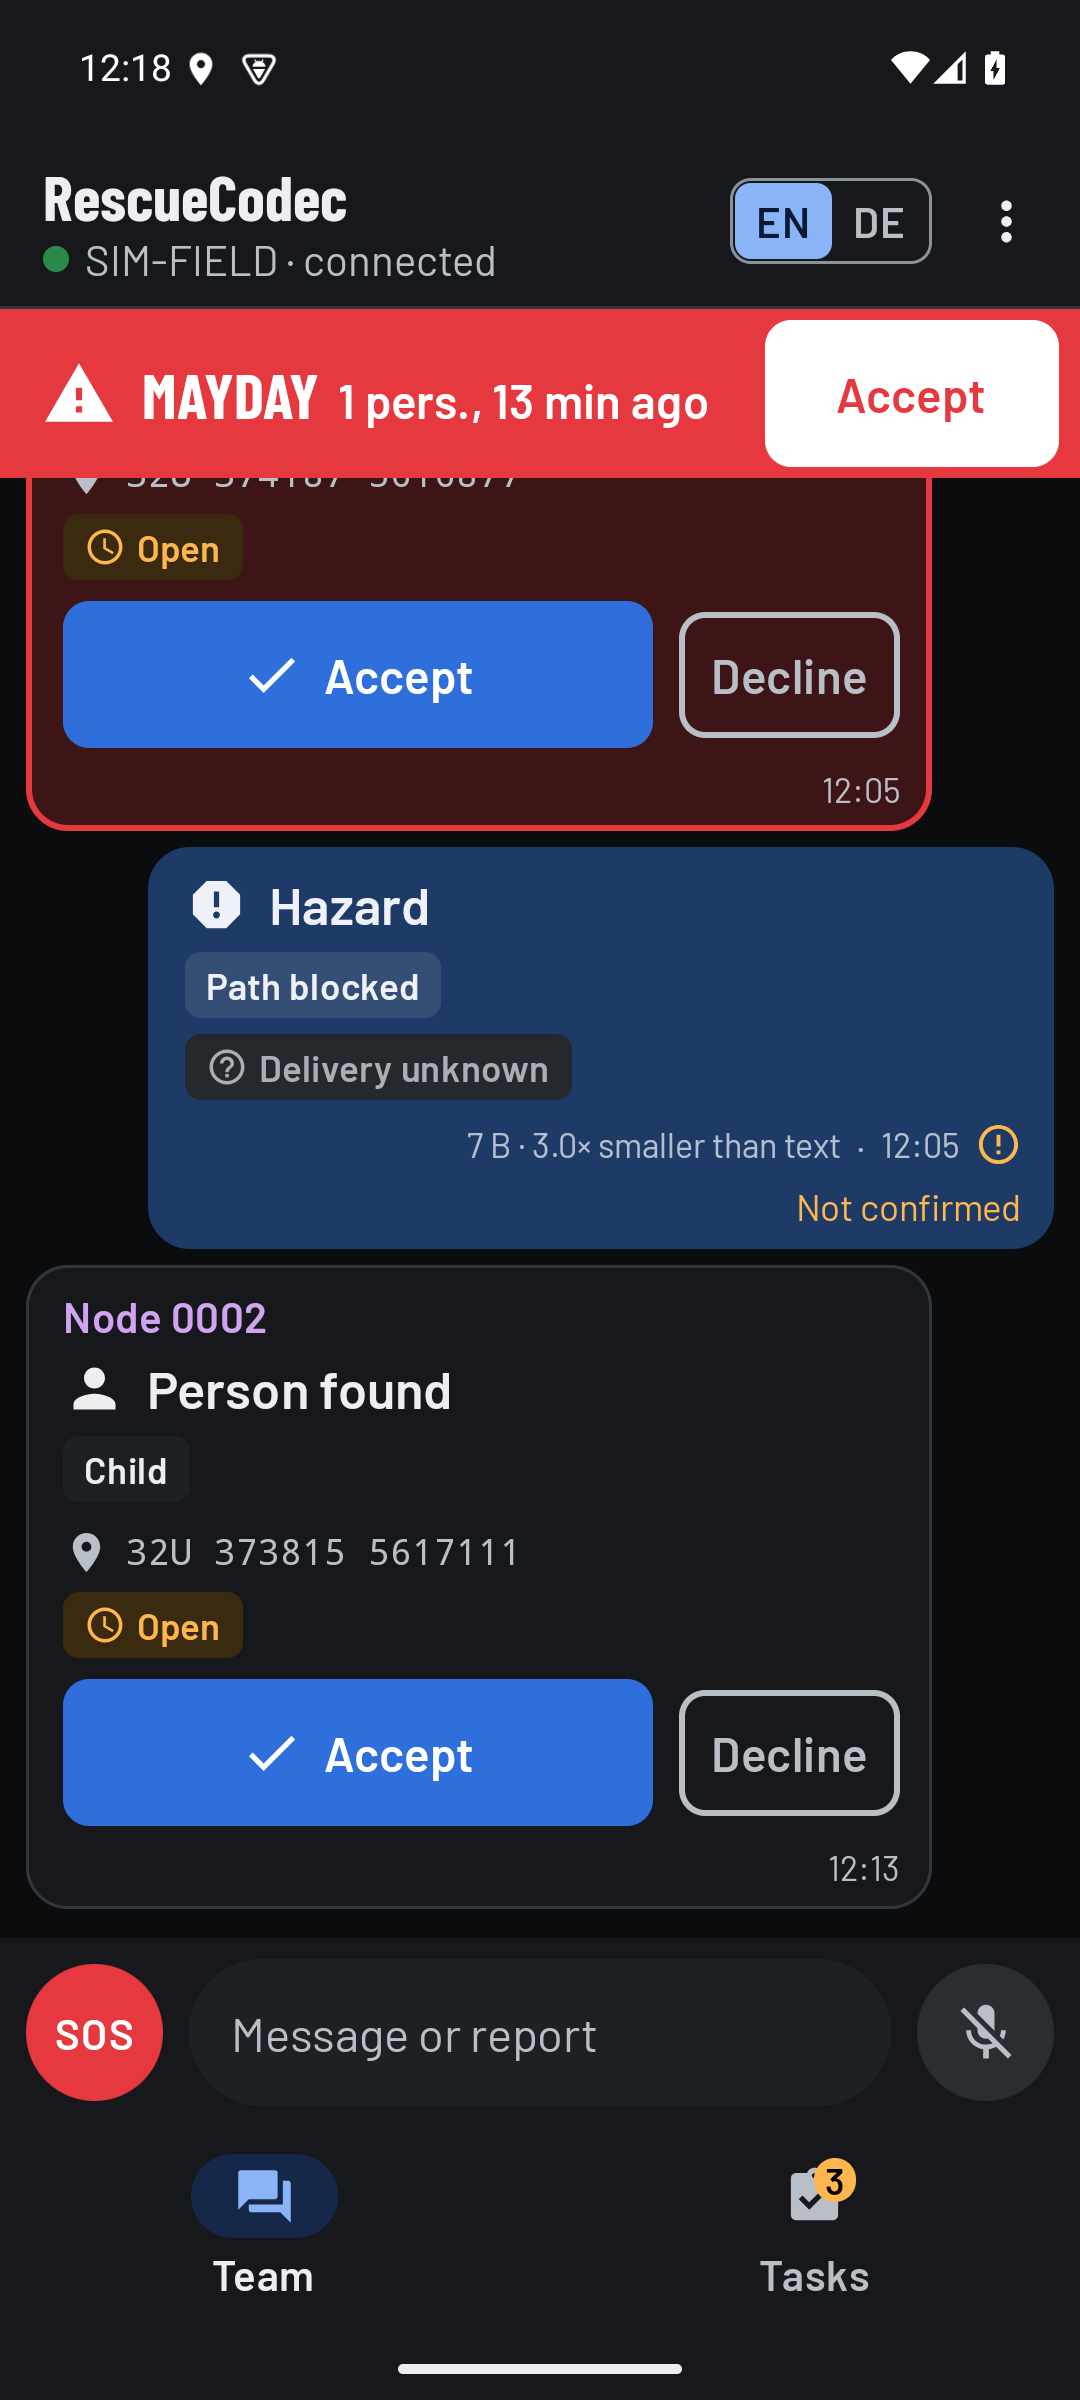 12:18
RescueCodec
EN DE
SIM-FIELD · connected
MAYDAY 1 pers., 13 min ago
Accept
Open
Accept
Decline
12:05
Hazard
Path blocked
Delivery unknown
7 B · 3.0× smaller than text · 12:05
Not confirmed
Node 0002
Person found
Child
32U 373815 5617111
Open
Accept
Decline
12:13
SOS
Message or report
3
Team
Tasks